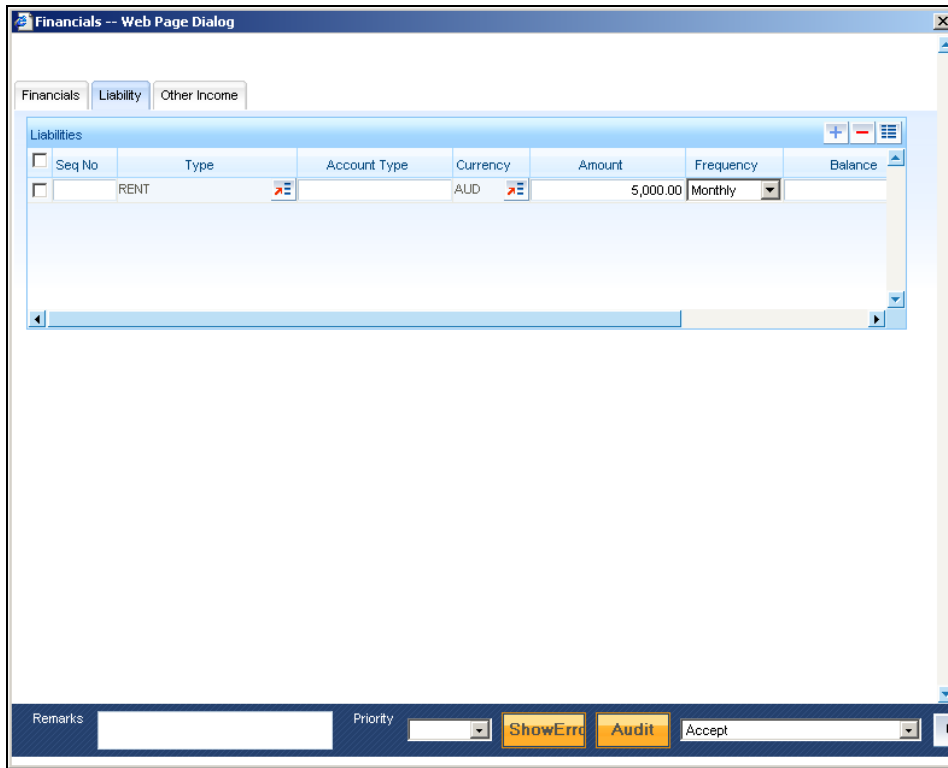 Financials -- Web Page Dialog
Financials Liability Other Income
Liabilities
Seq No Type Account Type Currency Amount Frequency Balance
RENT AUD 5,000.00 Monthly
Remarks Priority ShowErro Audit Accept